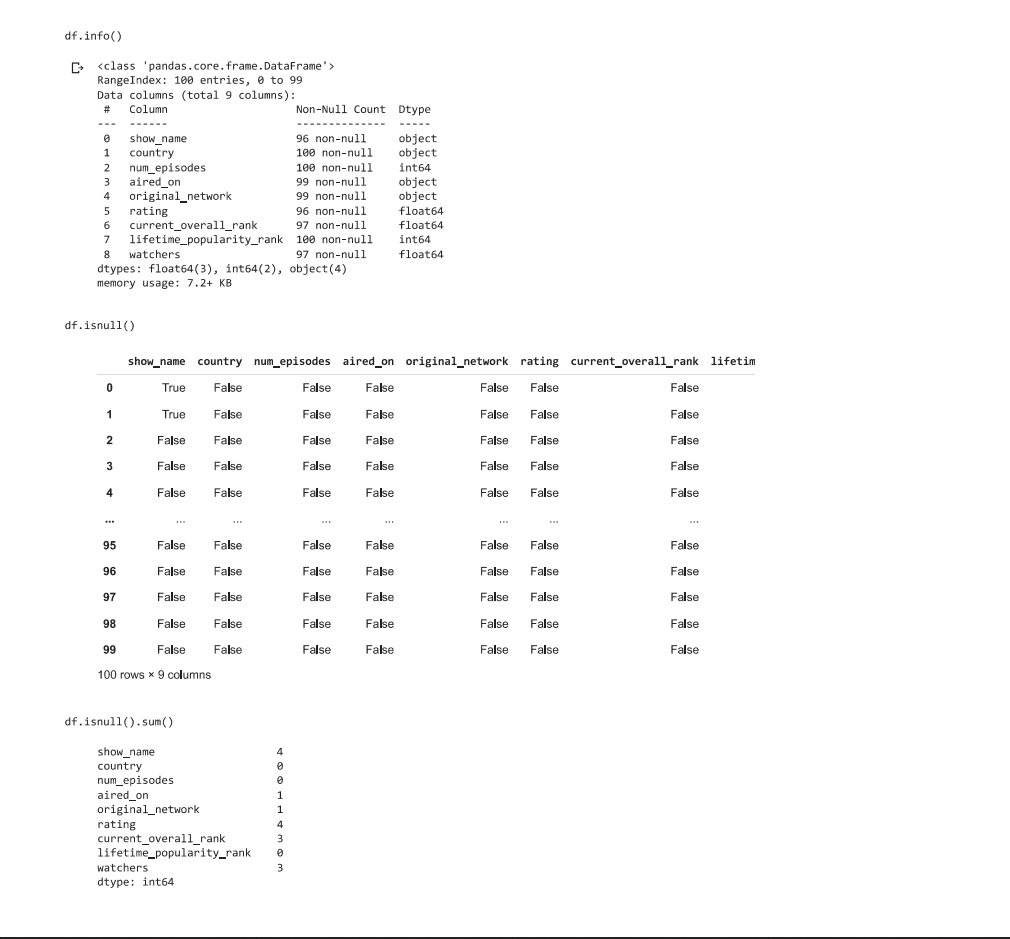 df.info()
<class 'pandas.core.frame.DataFrame'>
RangeIndex: 100 entries, 0 to 99
Data columns (total 9 columns):
 #   Column                    Non-Null Count  Dtype
---  ------                    --------------  -----
 0   show_name                 96 non-null     object
 1   country                   100 non-null    object
 2   num_episodes              100 non-null    int64
 3   aired_on                  99 non-null     object
 4   original_network          99 non-null     object
 5   rating                    96 non-null     float64
 6   current_overall_rank      97 non-null     float64
 7   lifetime_popularity_rank  100 non-null    int64
 8   watchers                  97 non-null     float64
dtypes: float64(3), int64(2), object(4)
memory usage: 7.2+ KB
df.isnull()
show_name country num_episodes aired_on original_network rating current_overall_rank lifetim
0 True False False False False False False
1 True False False False False False False
2 False False False False False False False
3 False False False False False False False
4 False False False False False False False
... ... ... ... ... ... ... ...
95 False False False False False False False
96 False False False False False False False
97 False False False False False False False
98 False False False False False False False
99 False False False False False False False
100 rows × 9 columns
df.isnull().sum()
show_name                   4
country                     0
num_episodes                0
aired_on                    1
original_network            1
rating                      4
current_overall_rank        3
lifetime_popularity_rank    0
watchers                    3
dtype: int64